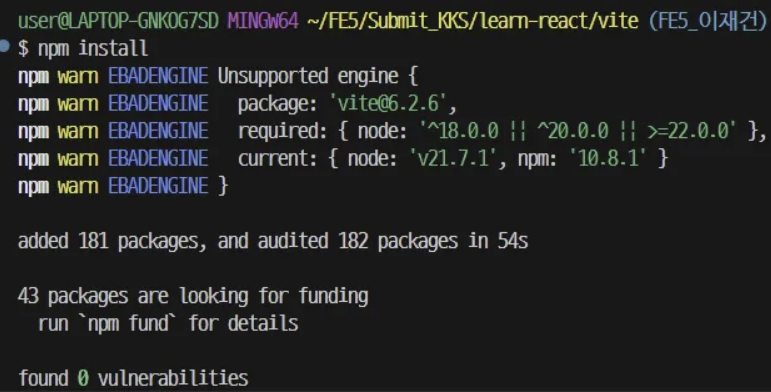 user@LAPTOP-GNKOG7SD MINGW64 ~/FE5/Submit_KKS/learn-react/vite (FE5_이재건)
$ npm install
npm warn EBADENGINE Unsupported engine {
npm warn EBADENGINE   package: 'vite@6.2.6',
npm warn EBADENGINE   required: { node: '^18.0.0 || ^20.0.0 || >=22.0.0' },
npm warn EBADENGINE   current: { node: 'v21.7.1', npm: '10.8.1' }
npm warn EBADENGINE }
added 181 packages, and audited 182 packages in 54s
43 packages are looking for funding
  run `npm fund` for details
found 0 vulnerabilities